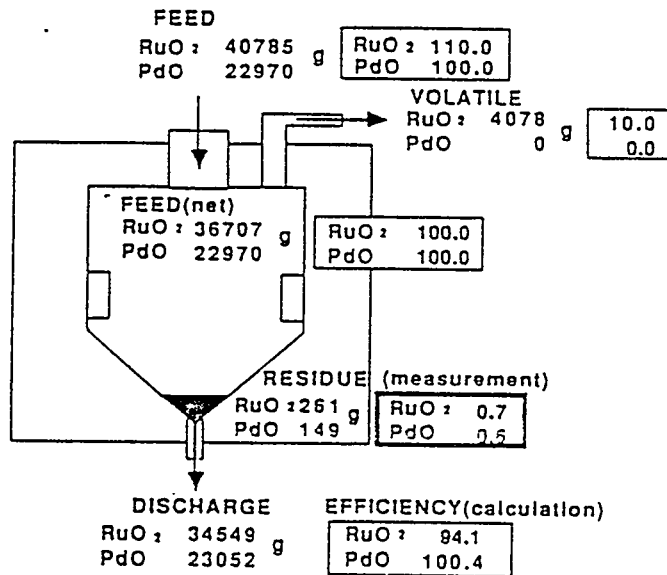 FEED
RuO₂ 40785 g RuO₂ 110.0
PdO 22970 PdO 100.0
VOLATILE
RuO₂ 4078 g 10.0
PdO 0 0.0
FEED(net)
RuO₂ 36707 g RuO₂ 100.0
PdO 22970 PdO 100.0
RESIDUE (measurement)
RuO₂ 261 g RuO₂ 0.7
PdO 149 PdO 0.6
DISCHARGE EFFICIENCY(calculation)
RuO₂ 34549 g RuO₂ 94.1
PdO 23052 PdO 100.4